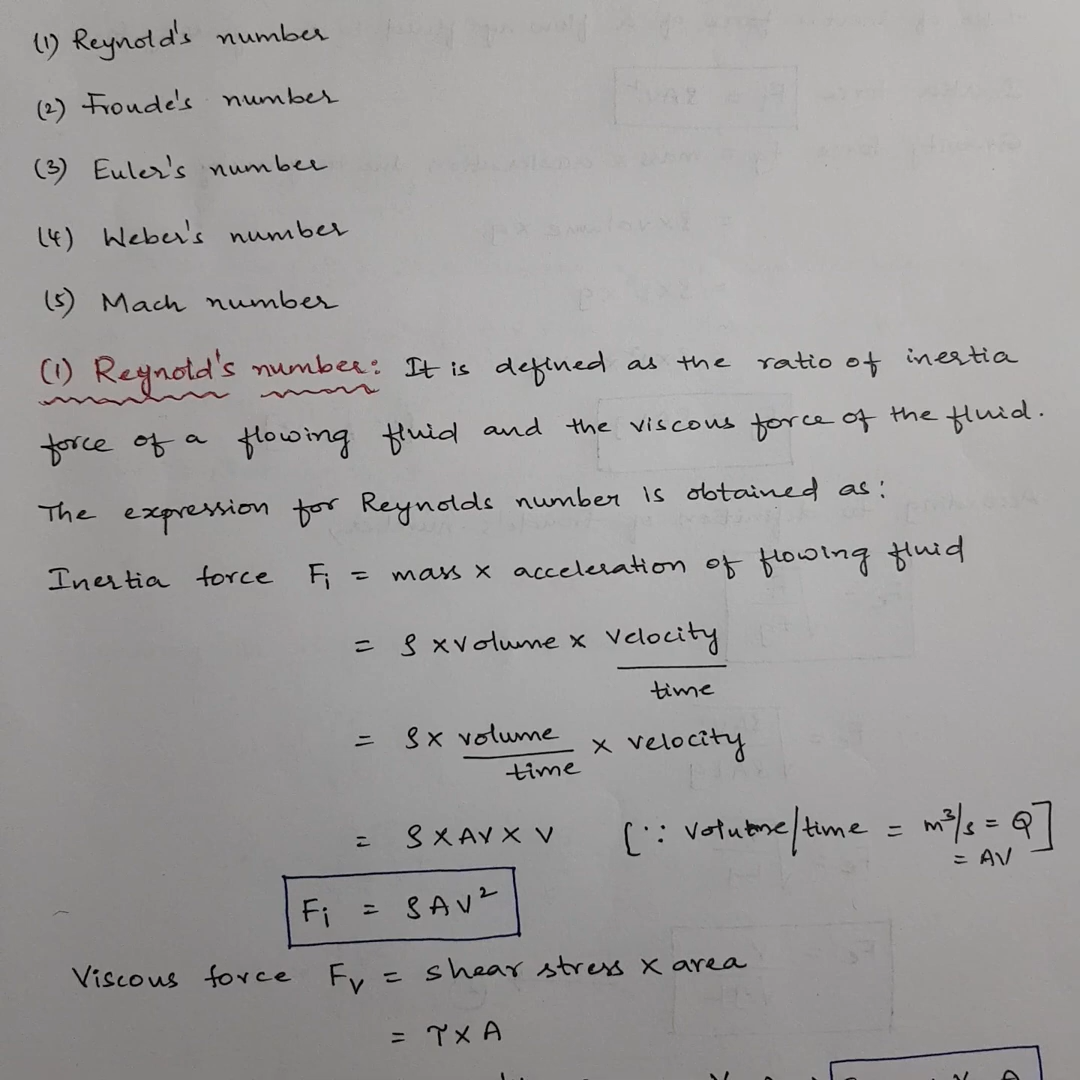 (1) Reynold's number
(2) Froude's number
(3) Euler's number
(4) Weber's number
(5) Mach number
(1) Reynold's number: It is defined as the ratio of inertia
force of a flowing fluid and the viscous force of the fluid.
The expression for Reynolds number is obtained as:
Inertia force Fi = mass x acceleration of flowing fluid
= ρ x volume x velocity
time
= ρ x volume x velocity
time
= ρ x AV x V [∵ volume/time = m³/s = Q]
= AV
Fi = ρAV²
Viscous force Fv = shear stress x area
= τ x A